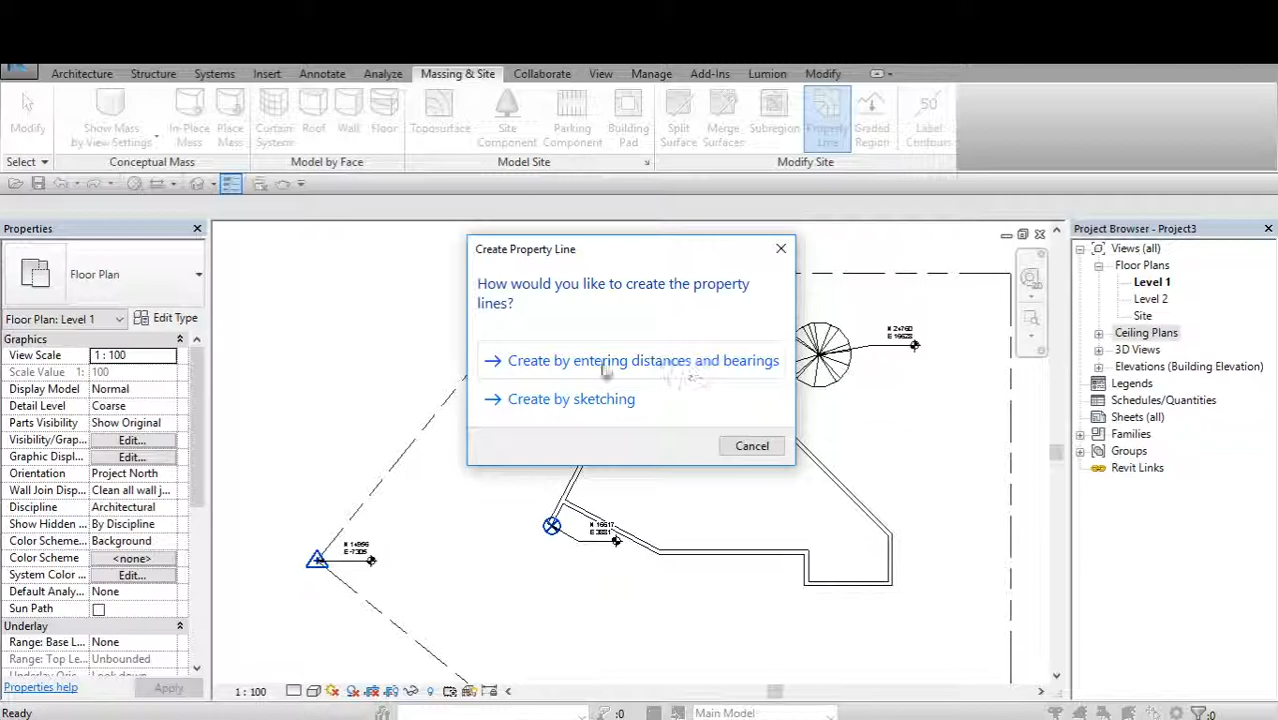 Architecture Structure Systems Insert Annotate Analyze Massing & Site Collaborate View Manage Add-Ins Lumion Modify
Modify
Show Mass
by View Settings
In-Place
Mass
Place
Mass
Curtain
System
Roof
Wall
Floor
Toposurface
Site
Component
Parking
Component
Building
Pad
Split
Surface
Merge
Surfaces
Subregion
Property
Line
Graded
Region
50
Label
Contours
Select
Conceptual Mass
Model by Face
Model Site
Modify Site
Properties
Floor Plan
Floor Plan: Level 1
Edit Type
Graphics
View Scale 1 : 100
Scale Value 1: 100
Display Model Normal
Detail Level Coarse
Parts Visibility Show Original
Visibility/Grap... Edit...
Graphic Displ... Edit...
Orientation Project North
Wall Join Disp... Clean all wall j...
Discipline Architectural
Show Hidden ... By Discipline
Color Scheme... Background
Color Scheme <none>
System Color ... Edit...
Default Analy... None
Sun Path
Underlay
Range: Base L... None
Range: Top Le... Unbounded
Properties help
Apply
Create Property Line
How would you like to create the property
lines?
Create by entering distances and bearings
Create by sketching
Cancel
1 : 100
Project Browser - Project3
Views (all)
Floor Plans
Level 1
Level 2
Site
Ceiling Plans
3D Views
Elevations (Building Elevation)
Legends
Schedules/Quantities
Sheets (all)
Families
Groups
Revit Links
Ready
:0
Main Model
:0